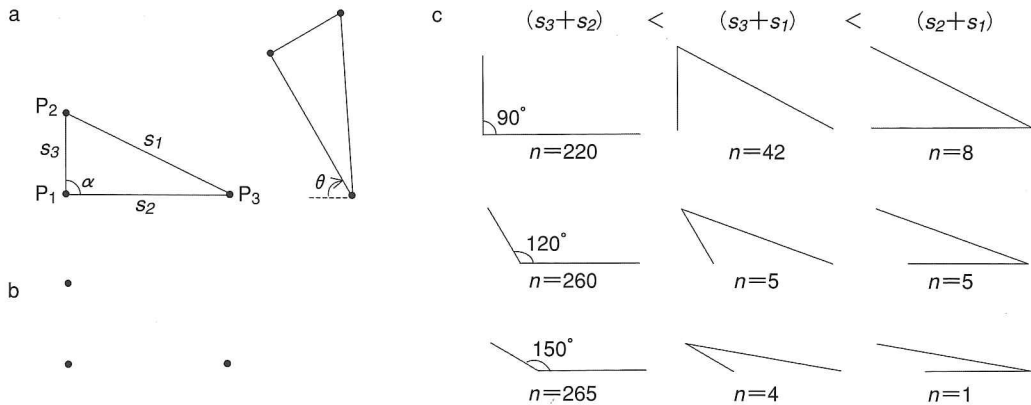 a
P₂
s₃
s₁
α
P₁
s₂
P₃
θ
b
c
(s₃+s₂) < (s₃+s₁) < (s₂+s₁)
90°
n=220 n=42 n=8
120°
n=260 n=5 n=5
150°
n=265 n=4 n=1